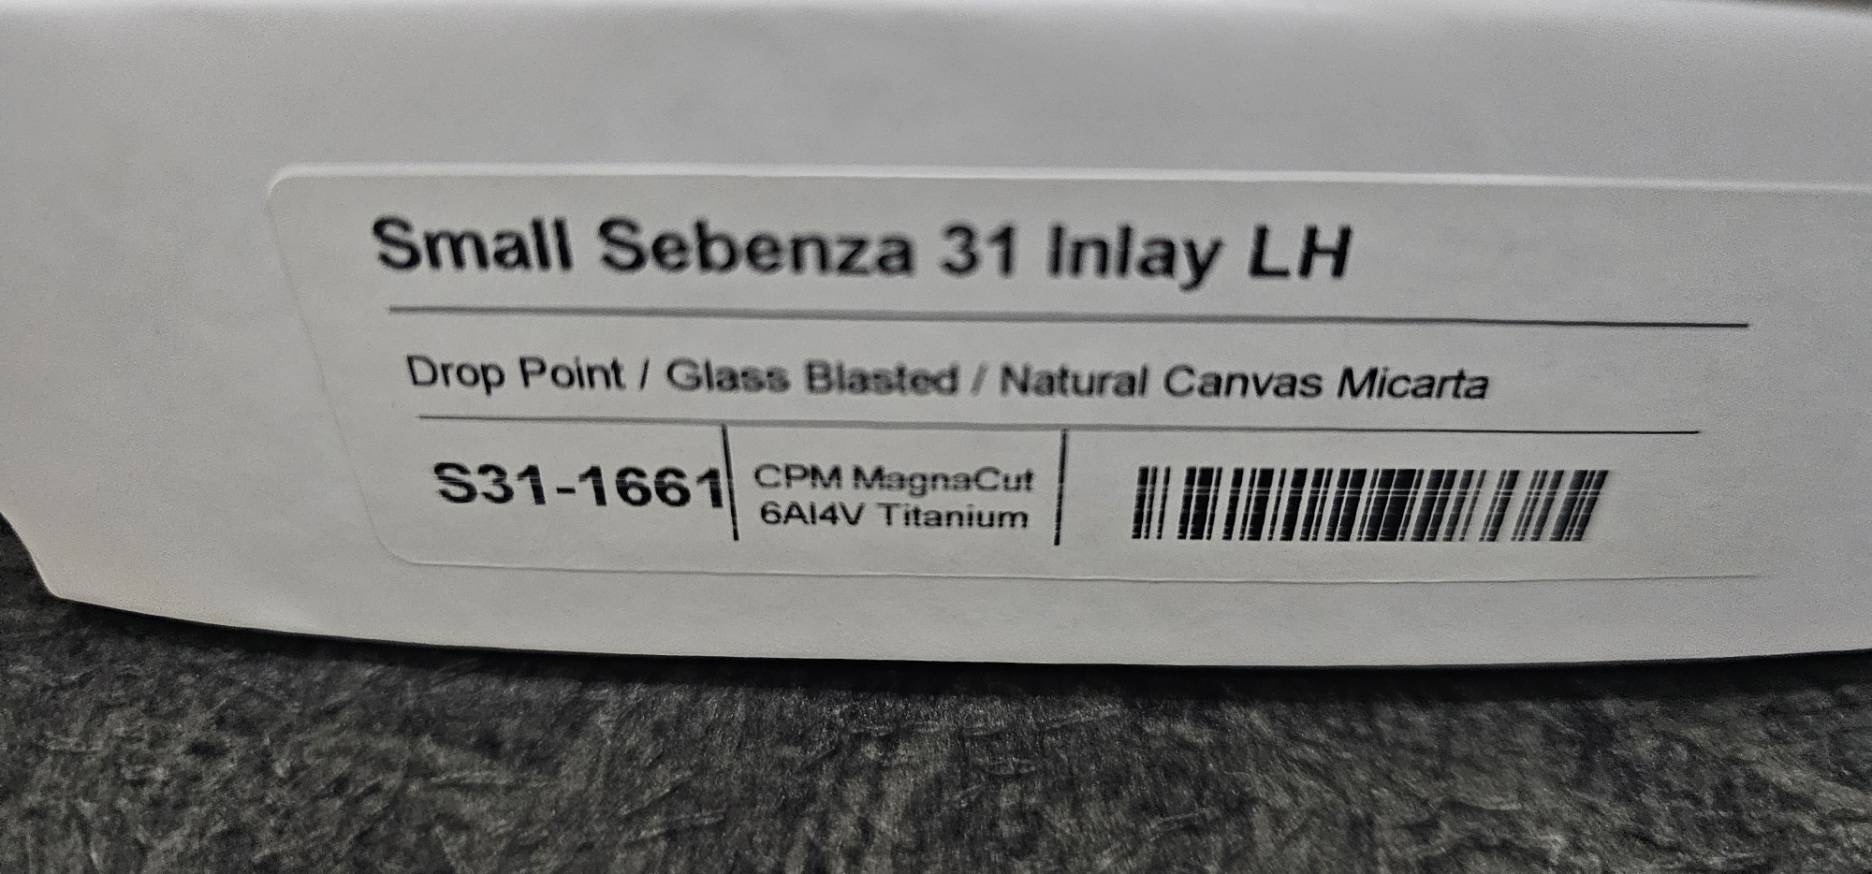 Small Sebenza 31 Inlay LH
Drop Point / Glass Blasted / Natural Canvas Micarta
S31-1661
CPM MagnaCut
6Al4V Titanium